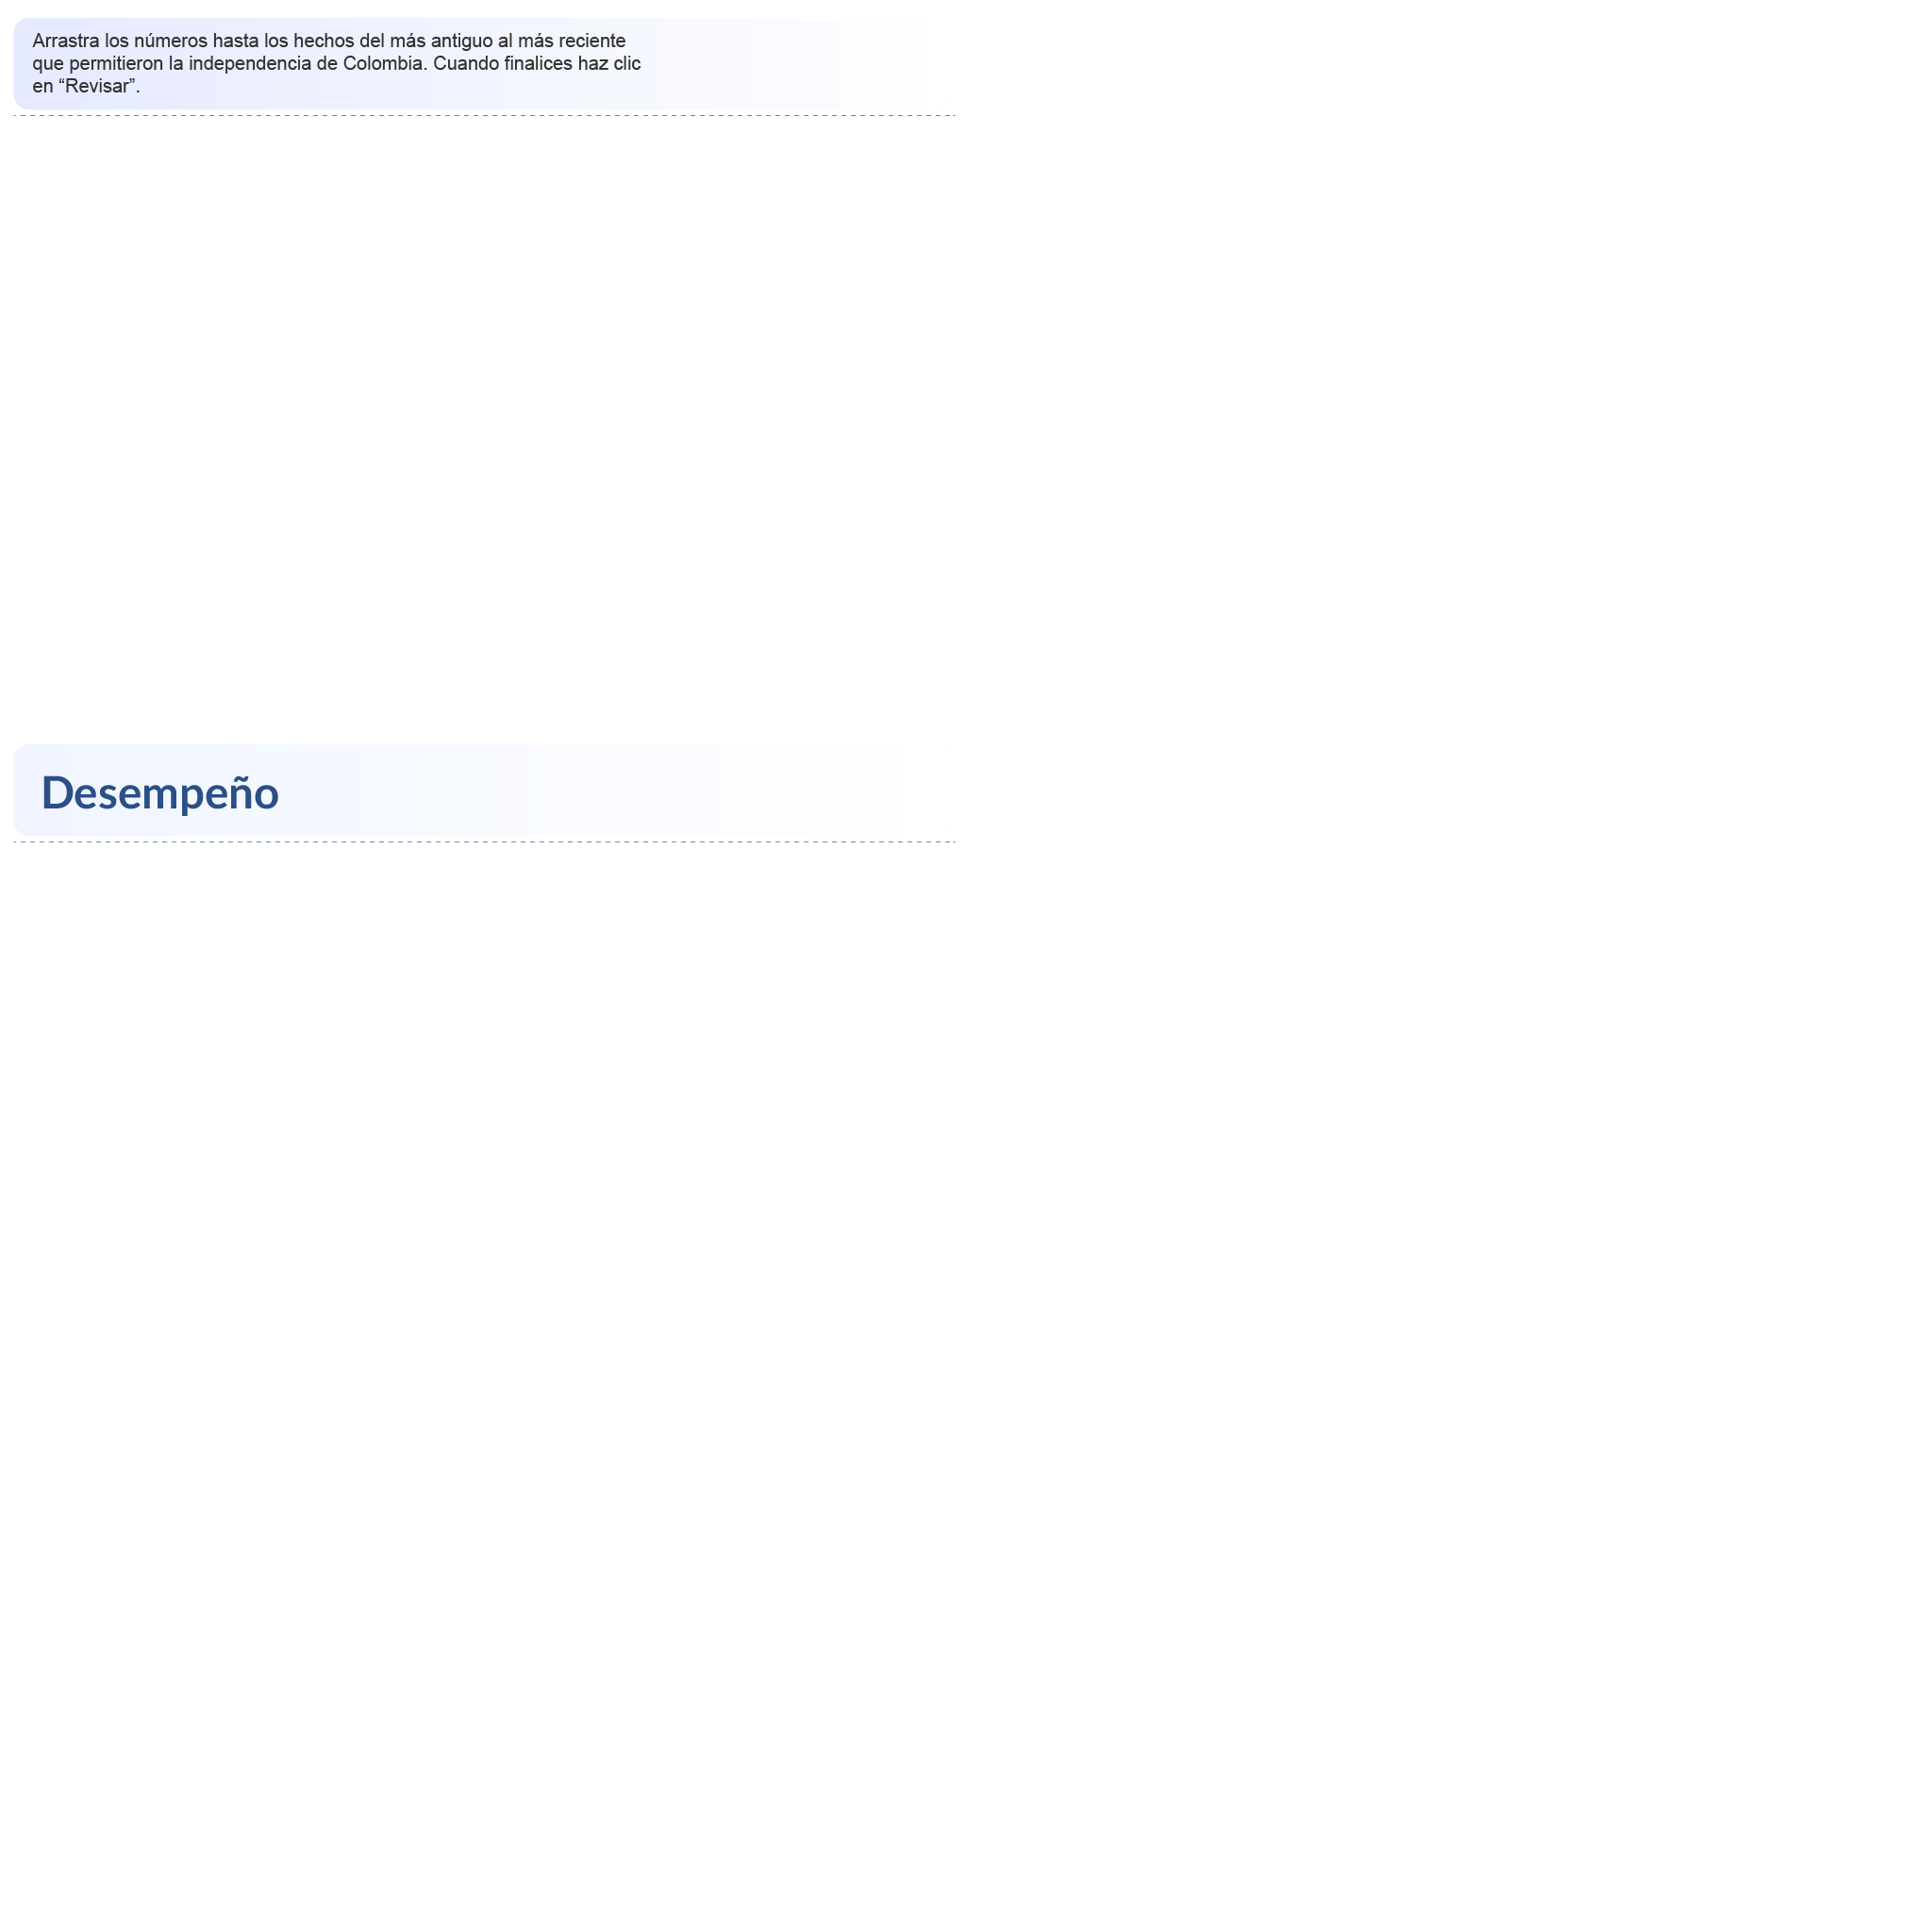 Arrastra los números hasta los hechos del más antiguo al más reciente
que permitieron la independencia de Colombia. Cuando finalices haz clic
en “Revisar”.
Desempeño